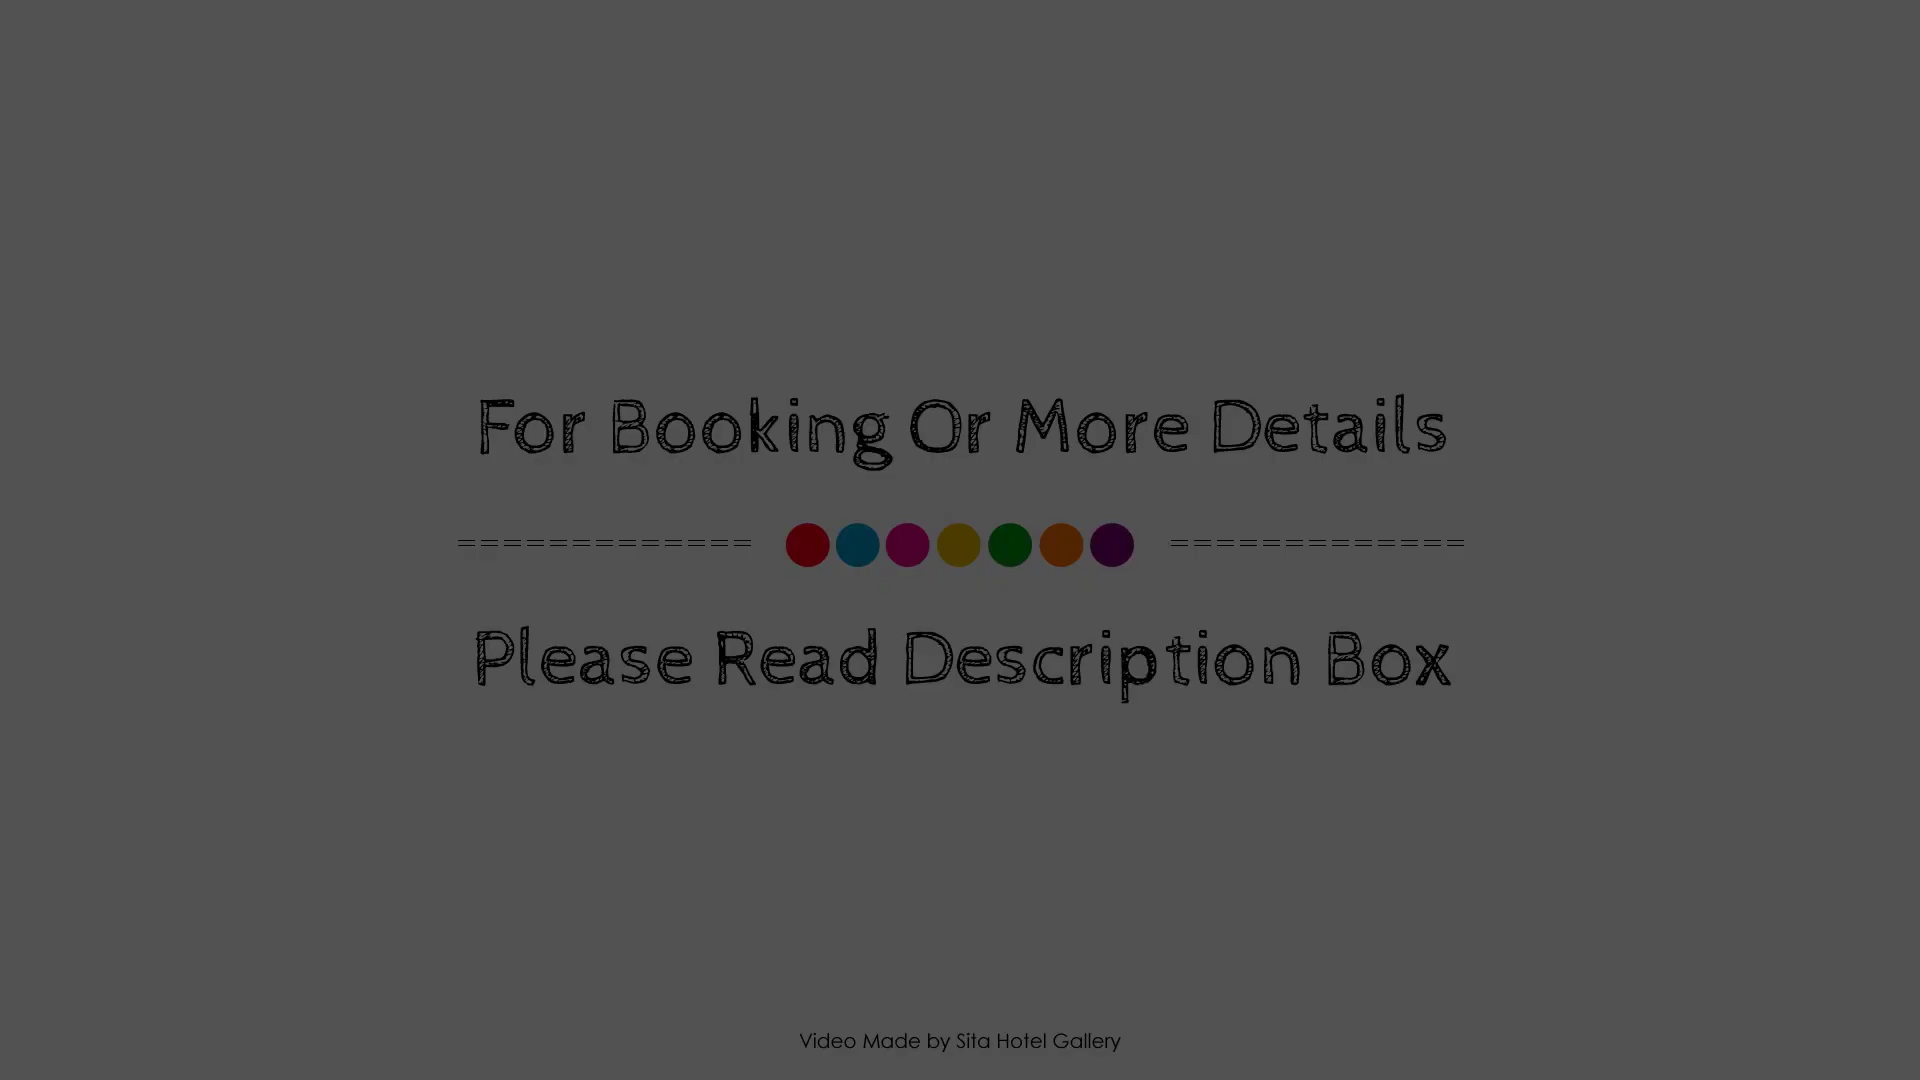 For Booking Or More Details
============= =============
Please Read Description Box
Video Made by Sita Hotel Gallery